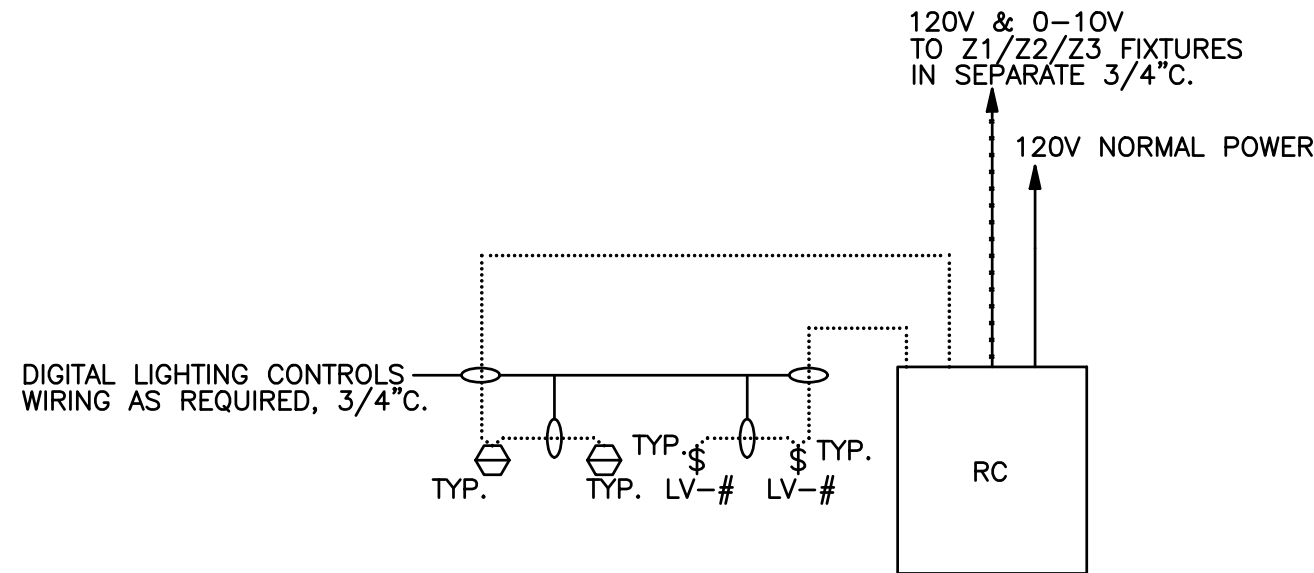 120V & 0-10V
TO Z1/Z2/Z3 FIXTURES
IN SEPARATE 3/4"C.
120V NORMAL POWER
DIGITAL LIGHTING CONTROLS
WIRING AS REQUIRED, 3/4"C.
TYP.
TYP.
TYP.
$
LV-#
$
TYP.
LV-#
RC